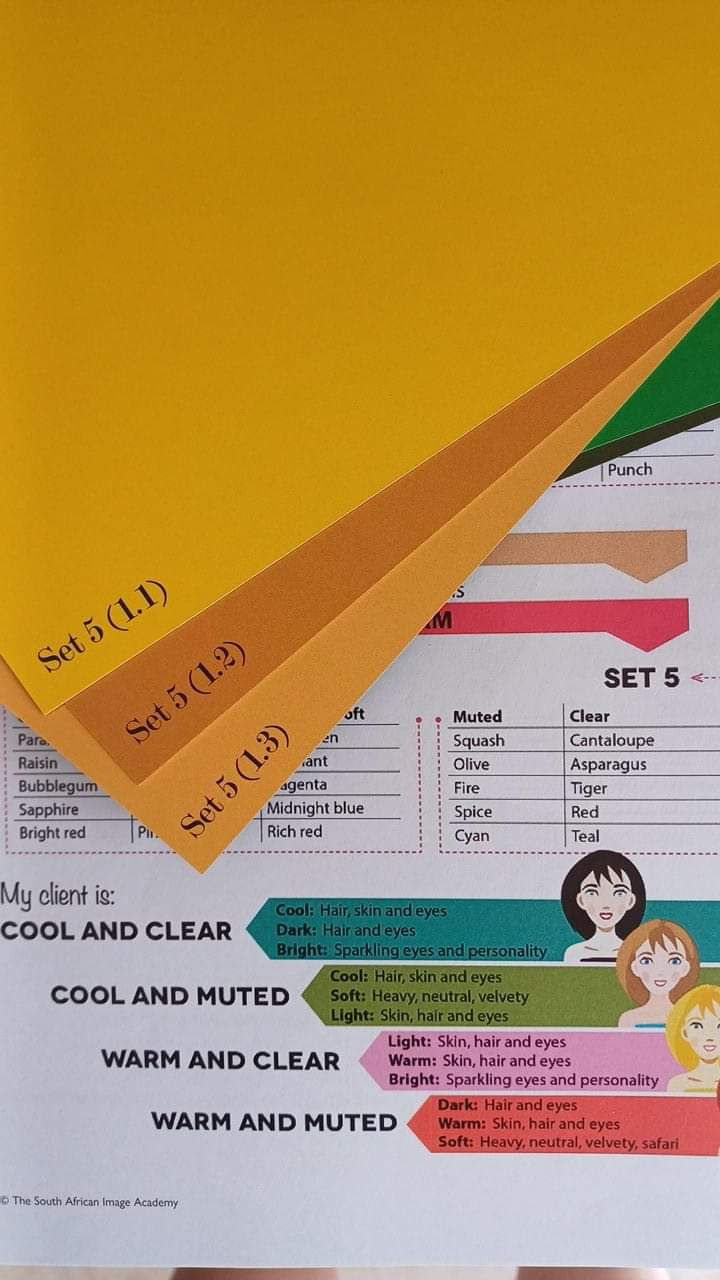 Punch
SET 5
Set 5 (1.1)
Set 5 (1.2)
Set 5 (1.3)
Raisin
Bubblegum
Sapphire
Bright red
Midnight blue
Rich red
Muted Clear
Squash Cantaloupe
Olive Asparagus
Fire Tiger
Spice Red
Cyan Teal
My client is:
COOL AND CLEAR
Cool: Hair, skin and eyes
Dark: Hair and eyes
Bright: Sparkling eyes and personality
COOL AND MUTED
Cool: Hair, skin and eyes
Soft: Heavy, neutral, velvety
Light: Skin, hair and eyes
WARM AND CLEAR
Light: Skin, hair and eyes
Warm: Skin, hair and eyes
Bright: Sparkling eyes and personality
WARM AND MUTED
Dark: Hair and eyes
Warm: Skin, hair and eyes
Soft: Heavy, neutral, velvety, safari
© The South African Image Academy